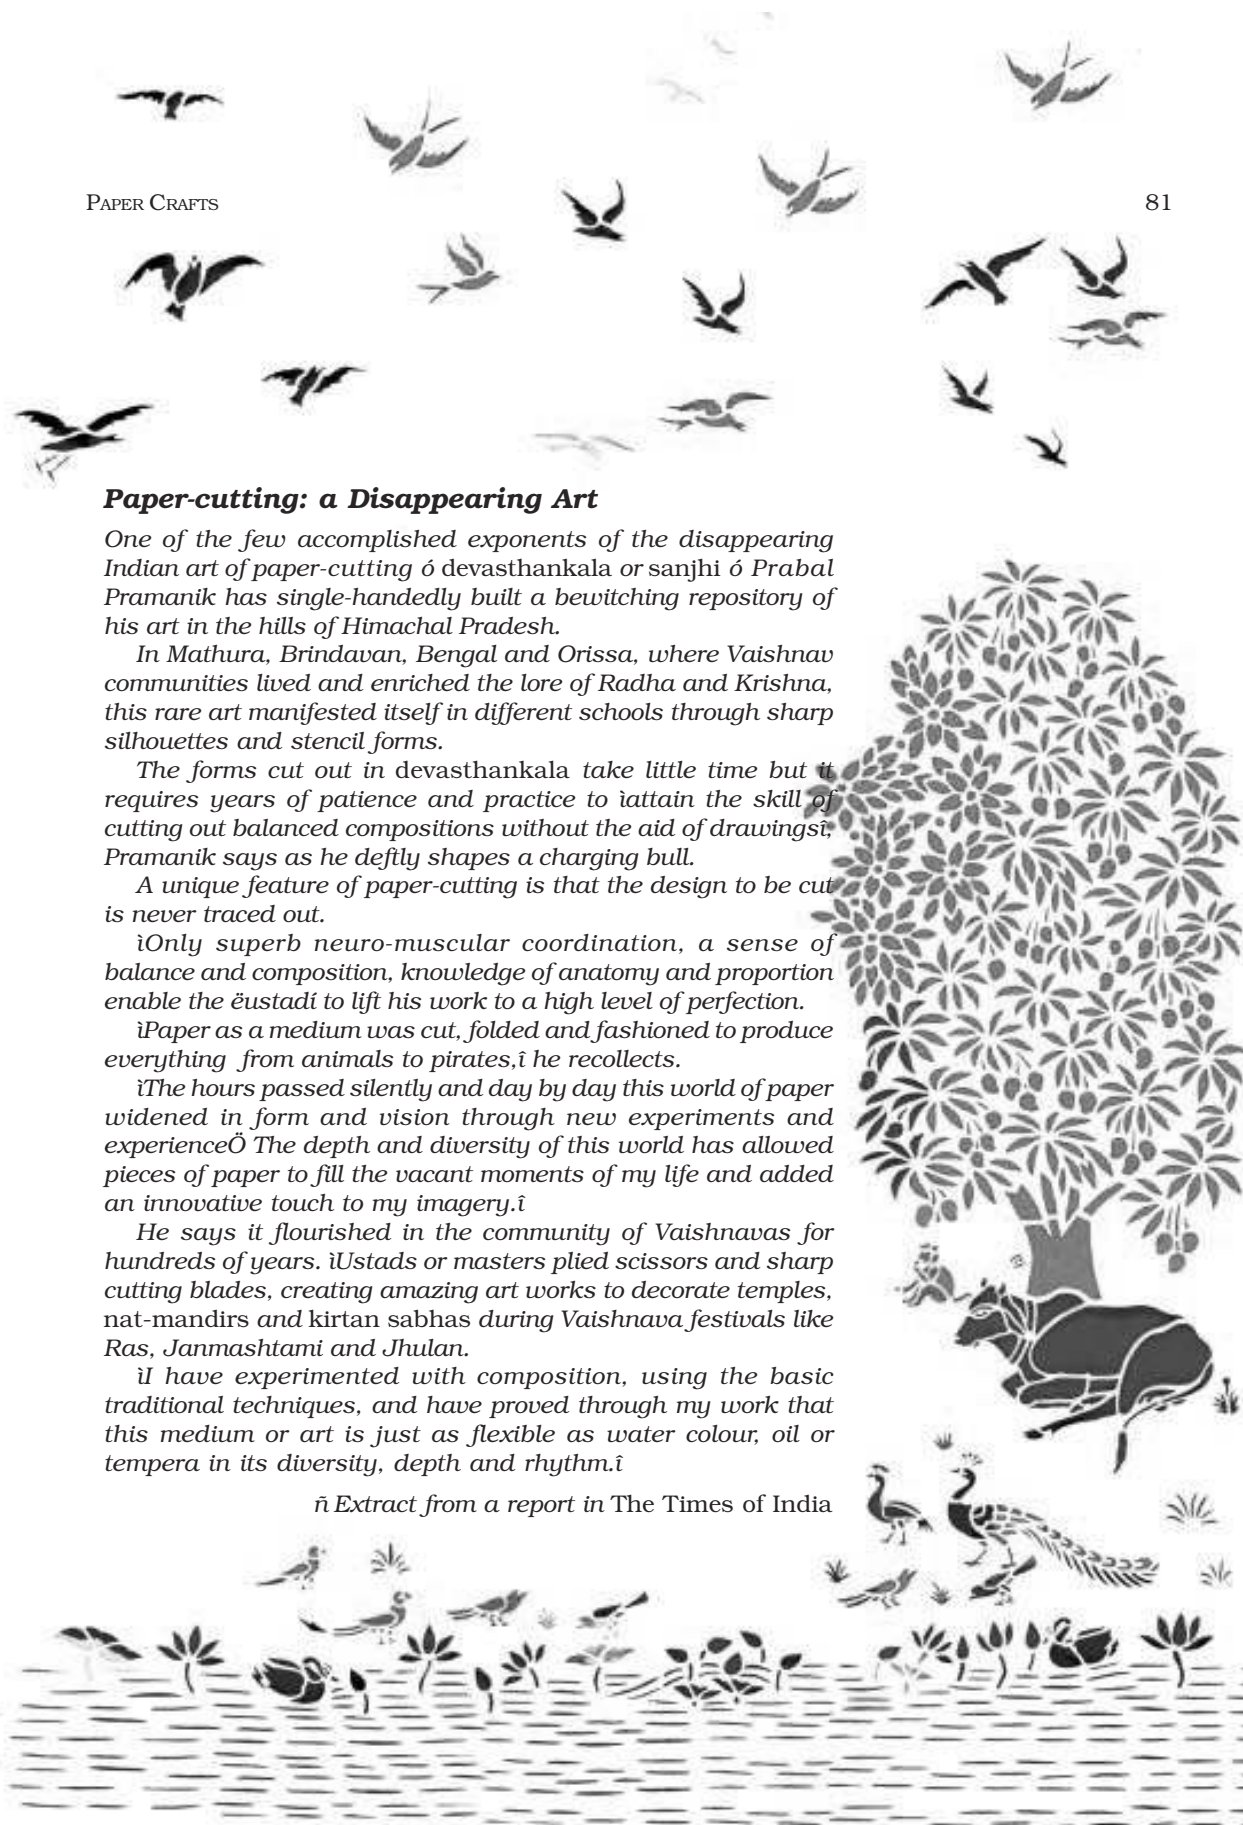 PAPER CRAFTS 81
Paper-cutting: a Disappearing Art
One of the few accomplished exponents of the disappearing
Indian art of paper-cutting ó devasthankala or sanjhi ó Prabal
Pramanik has single-handedly built a bewitching repository of
his art in the hills of Himachal Pradesh.
In Mathura, Brindavan, Bengal and Orissa, where Vaishnav
communities lived and enriched the lore of Radha and Krishna,
this rare art manifested itself in different schools through sharp
silhouettes and stencil forms.
The forms cut out in devasthankala take little time but it
requires years of patience and practice to ìattain the skill of
cutting out balanced compositions without the aid of drawingsî,
Pramanik says as he deftly shapes a charging bull.
A unique feature of paper-cutting is that the design to be cut
is never traced out.
ìOnly superb neuro-muscular coordination, a sense of
balance and composition, knowledge of anatomy and proportion
enable the ëustadí to lift his work to a high level of perfection.
ìPaper as a medium was cut, folded and fashioned to produce
everything from animals to pirates,î he recollects.
ìThe hours passed silently and day by day this world of paper
widened in form and vision through new experiments and
experienceÖ The depth and diversity of this world has allowed
pieces of paper to fill the vacant moments of my life and added
an innovative touch to my imagery.î
He says it flourished in the community of Vaishnavas for
hundreds of years. ìUstads or masters plied scissors and sharp
cutting blades, creating amazing art works to decorate temples,
nat-mandirs and kirtan sabhas during Vaishnava festivals like
Ras, Janmashtami and Jhulan.
ìI have experimented with composition, using the basic
traditional techniques, and have proved through my work that
this medium or art is just as flexible as water colour, oil or
tempera in its diversity, depth and rhythm.î
ñ Extract from a report in The Times of India